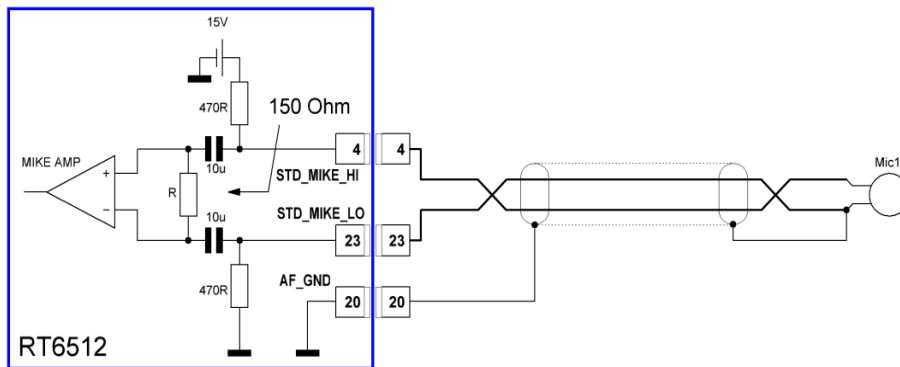 15V
470R
150 Ohm
MIKE AMP
10u
4
4
STD_MIKE_HI
Mic1
+
R
-
10u
STD_MIKE_LO
23
23
470R
AF_GND
20
20
RT6512